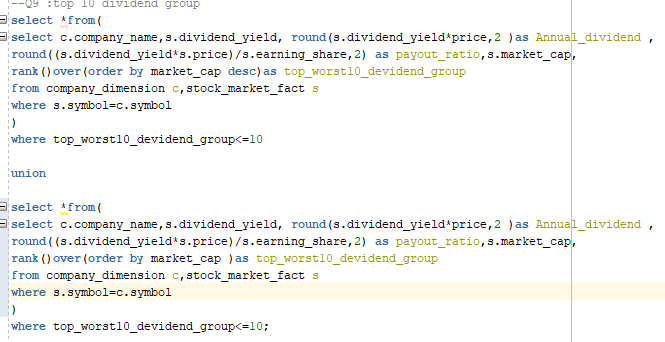 --Q9 :top 10 dividend group
select *from(
select c.company_name,s.dividend_yield, round(s.dividend_yield*price,2 )as Annual_dividend ,
round((s.dividend_yield*s.price)/s.earning_share,2) as payout_ratio,s.market_cap,
rank()over(order by market_cap desc)as top_worst10_devidend_group
from company_dimension c,stock_market_fact s
where s.symbol=c.symbol
)
where top_worst10_devidend_group<=10
union
select *from(
select c.company_name,s.dividend_yield, round(s.dividend_yield*price,2 )as Annual_dividend ,
round((s.dividend_yield*s.price)/s.earning_share,2) as payout_ratio,s.market_cap,
rank()over(order by market_cap )as top_worst10_devidend_group
from company_dimension c,stock_market_fact s
where s.symbol=c.symbol
)
where top_worst10_devidend_group<=10;